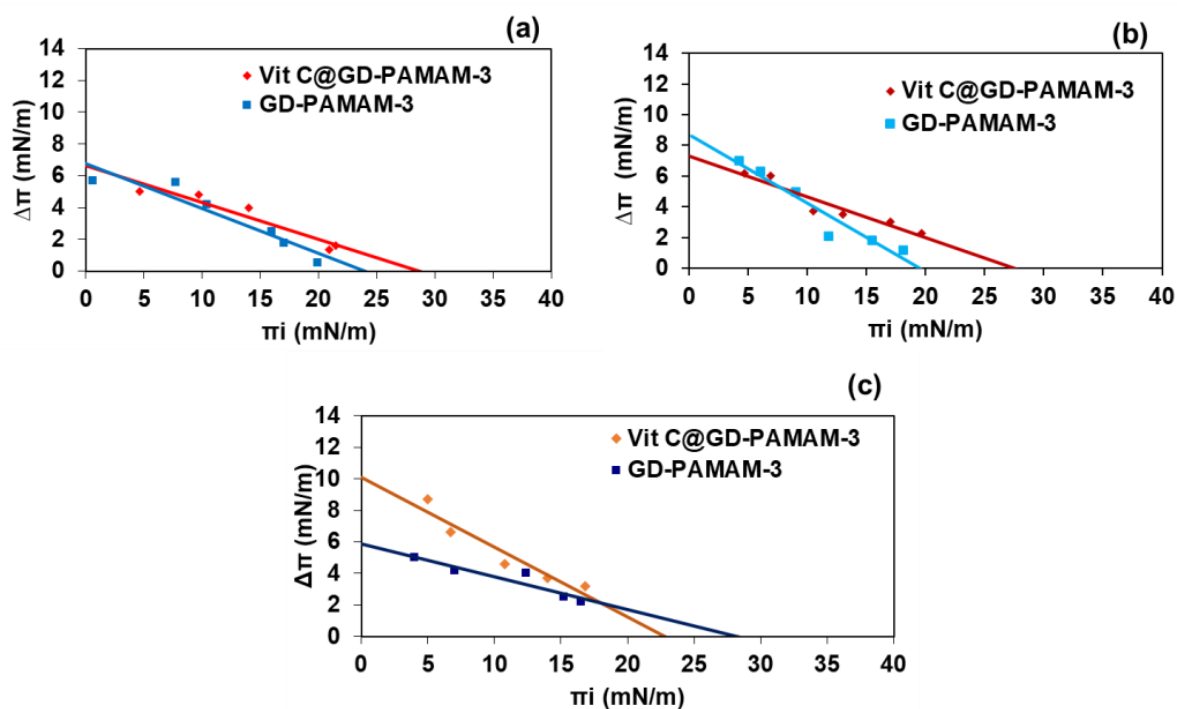 (a)
14
12
10
8
6
4
2
0
Δπ (mN/m)
Vit C@GD-PAMAM-3
GD-PAMAM-3
0 5 10 15 20 25 30 35 40
πi (mN/m)
(b)
14
12
10
8
6
4
2
0
Δπ (mN/m)
Vit C@GD-PAMAM-3
GD-PAMAM-3
0 5 10 15 20 25 30 35 40
πi (mN/m)
(c)
14
12
10
8
6
4
2
0
Δπ (mN/m)
Vit C@GD-PAMAM-3
GD-PAMAM-3
0 5 10 15 20 25 30 35 40
πi (mN/m)